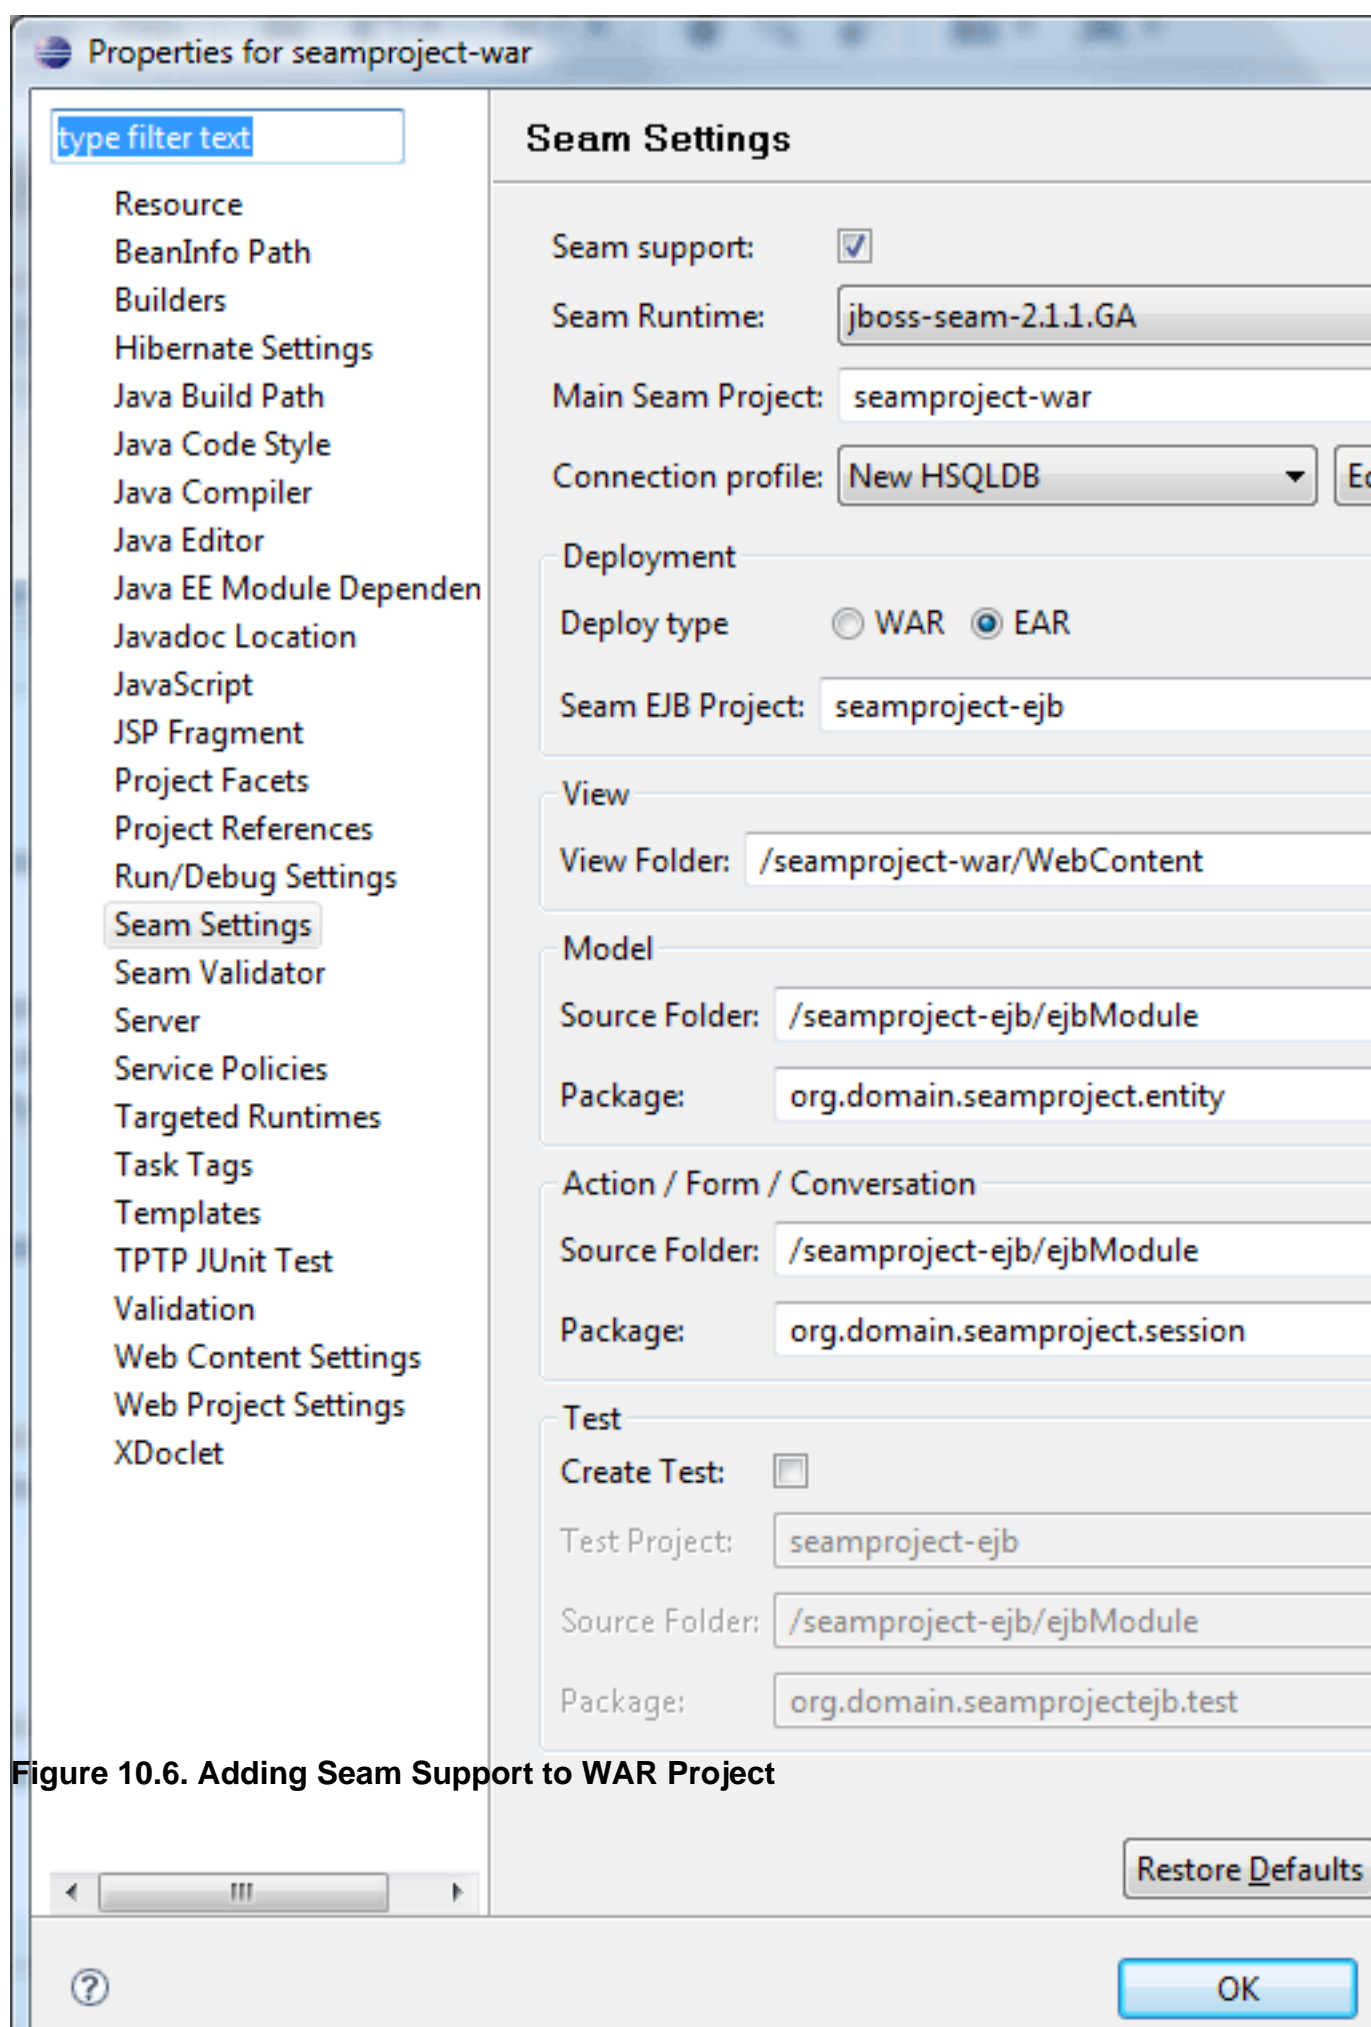 Properties for seamproject-war
type filter text
Resource
BeanInfo Path
Builders
Hibernate Settings
Java Build Path
Java Code Style
Java Compiler
Java Editor
Java EE Module Dependen
Javadoc Location
JavaScript
JSP Fragment
Project Facets
Project References
Run/Debug Settings
Seam Settings
Seam Validator
Server
Service Policies
Targeted Runtimes
Task Tags
Templates
TPTP JUnit Test
Validation
Web Content Settings
Web Project Settings
XDoclet
Seam Settings
Seam support:
Seam Runtime: jboss-seam-2.1.1.GA
Main Seam Project: seamproject-war
Connection profile: New HSQLDB
Deployment
Deploy type WAR EAR
Seam EJB Project: seamproject-ejb
View
View Folder: /seamproject-war/WebContent
Model
Source Folder: /seamproject-ejb/ejbModule
Package: org.domain.seamproject.entity
Action / Form / Conversation
Source Folder: /seamproject-ejb/ejbModule
Package: org.domain.seamproject.session
Test
Create Test:
Test Project: seamproject-ejb
Source Folder: /seamproject-ejb/ejbModule
Package: org.domain.seamprojectejb.test
Figure 10.6. Adding Seam Support to WAR Project
Restore Defaults
OK